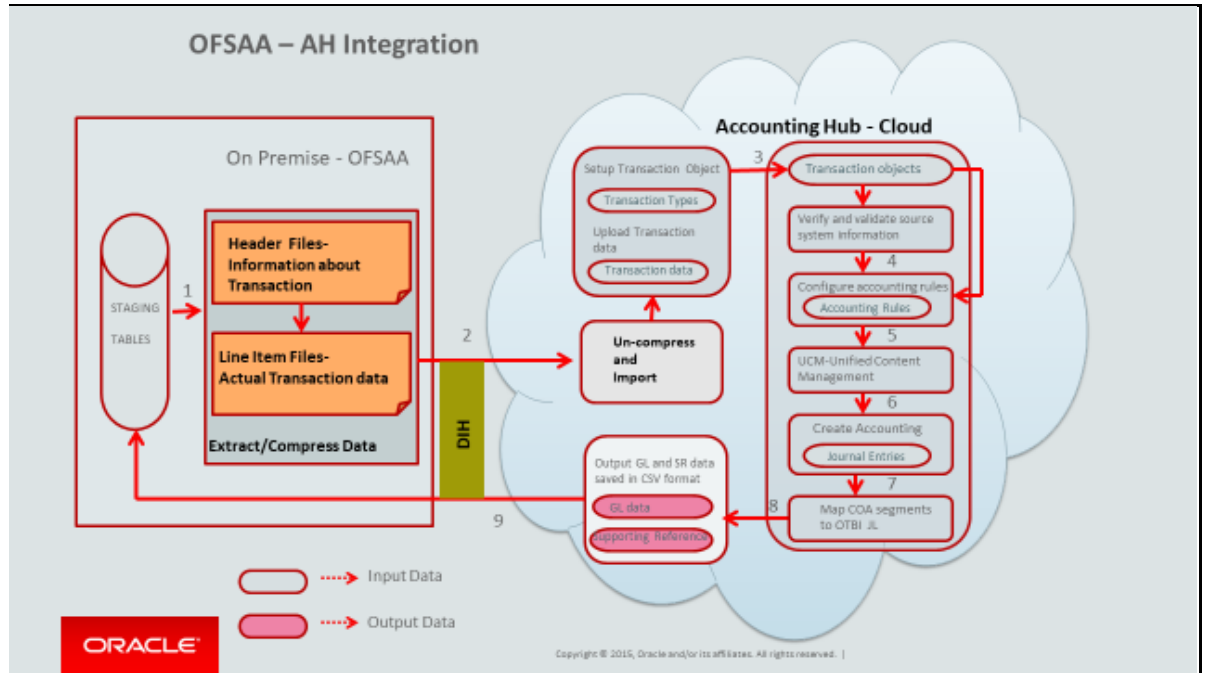 OFSAA – AH Integration
On Premise - OFSAA
STAGING
TABLES
1
Header Files-
Information about
Transaction
Line Item Files-
Actual Transaction data
Extract/Compress Data
2
DIH
9
Accounting Hub - Cloud
Setup Transaction Object
Transaction Types
Upload Transaction
data
Transaction data
Un-compress
and
Import
3
Transaction objects
Verify and validate source
system information
4
Configure accounting rules
Accounting Rules
5
UCM-Unified Content
Management
6
Create Accounting
Journal Entries
7
Map COA segments
to OTBI JL
8
Output GL and SR data
saved in CSV format
GL data
Supporting Reference
Input Data
Output Data
ORACLE®
Copyright © 2015, Oracle and/or its affiliates. All rights reserved. |